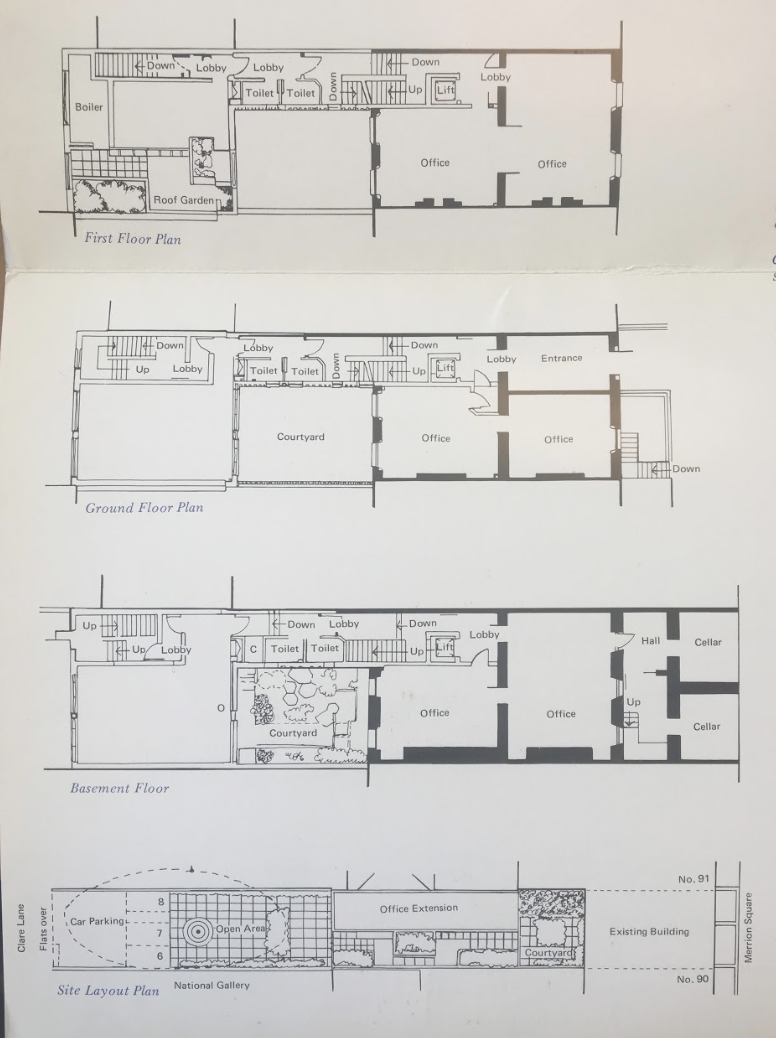 Down
Lobby
Lobby
Down
Down
Lobby
Boiler
Toilet
Toilet
Up
Lift
Office
Office
Roof Garden
First Floor Plan
Down
Lobby
Down
Down
Lobby
Entrance
Up
Lobby
Toilet
Toilet
Up
Lift
Courtyard
Office
Office
Down
Ground Floor Plan
Up
Down
Lobby
Down
Lobby
Hall
Cellar
Up
Lobby
C
Toilet
Toilet
Up
Lift
Up
O
Courtyard
Office
Office
Cellar
Basement Floor
No. 91
Clare Lane
Flats over
Car Parking
8
7
6
Open Area
Office Extension
Courtyard
Existing Building
Merrion Square
No. 90
National Gallery
Site Layout Plan